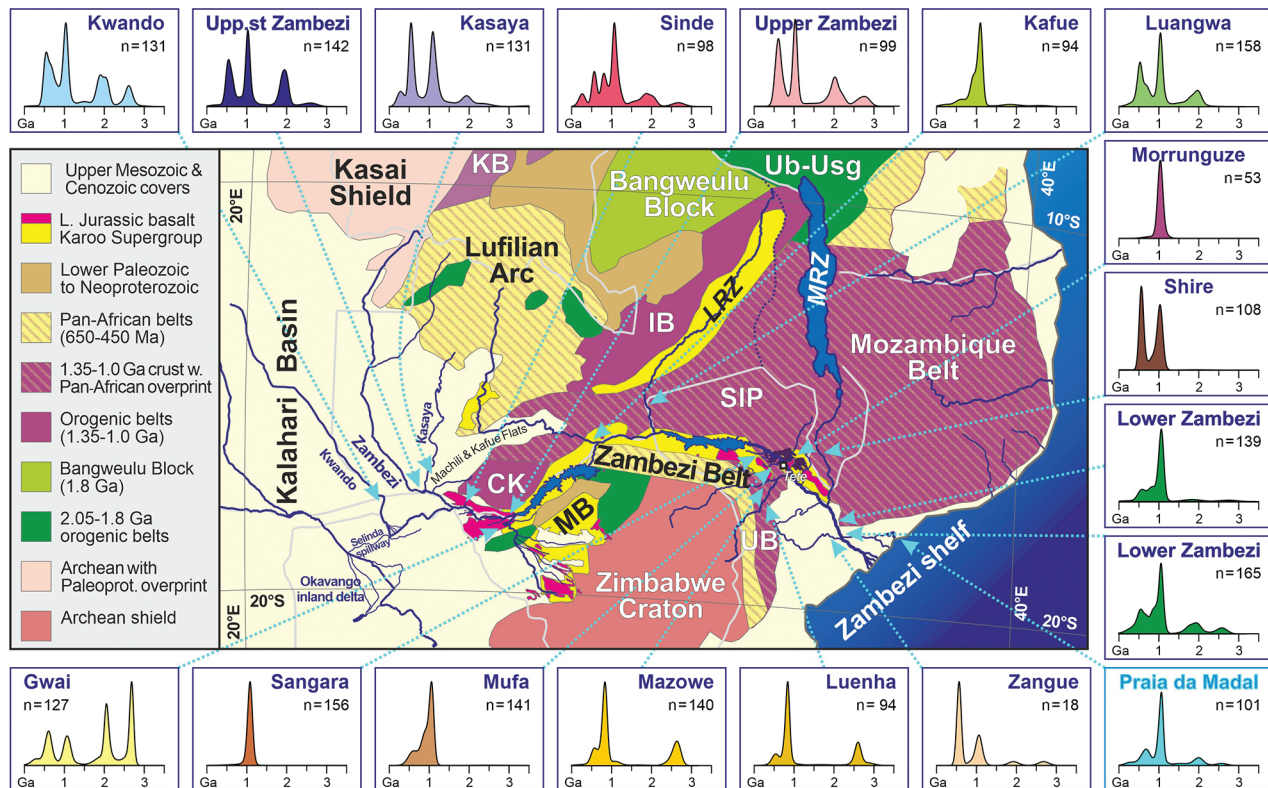 Kwando
n=131
Ga 1 2 3
Upp.st Zambezi
n=142
Ga 1 2 3
Kasaya
n=131
Ga 1 2 3
Sinde
n=98
Ga 1 2 3
Upper Zambezi
n=99
Ga 1 2 3
Kafue
n=94
Ga 1 2 3
Luangwa
n=158
Ga 1 2 3
Morrunguze
n=53
Ga 1 2 3
Shire
n=108
Ga 1 2 3
Lower Zambezi
n=139
Ga 1 2 3
Lower Zambezi
n=165
Ga 1 2 3
Praia da Madal
n=101
Ga 1 2 3
Upper Mesozoic &
Cenozoic covers
L. Jurassic basalt
Karoo Supergroup
Lower Paleozoic
to Neoproterozoic
Pan-African belts
(650-450 Ma)
1.35-1.0 Ga crust w.
Pan-African overprint
Orogenic belts
(1.35-1.0 Ga)
Bangweulu Block
(1.8 Ga)
2.05-1.8 Ga
orogenic belts
Archean with
Paleoprot. overprint
Archean shield
20°E
Kasai
Shield
KB
Bangweulu
Block
Ub-Usg
40°E
10°S
Lufilian
Arc
LRZ
MRZ
IB
Mozambique
Belt
SIP
Kalahari Basin
Zambezi
Kwando
Kasaya
Machili & Kafue Flats
CK
Zambezi Belt
Tete
MB
UB
Selinda
spillway
Okavango
inland delta
Zimbabwe
Craton
Zambezi shelf
20°E
20°S
40°E
20°S
Gwai
n=127
Ga 1 2 3
Sangara
n=156
Ga 1 2 3
Mufa
n=141
Ga 1 2 3
Mazowe
n=140
Ga 1 2 3
Luenha
n=94
Ga 1 2 3
Zangue
n=18
Ga 1 2 3